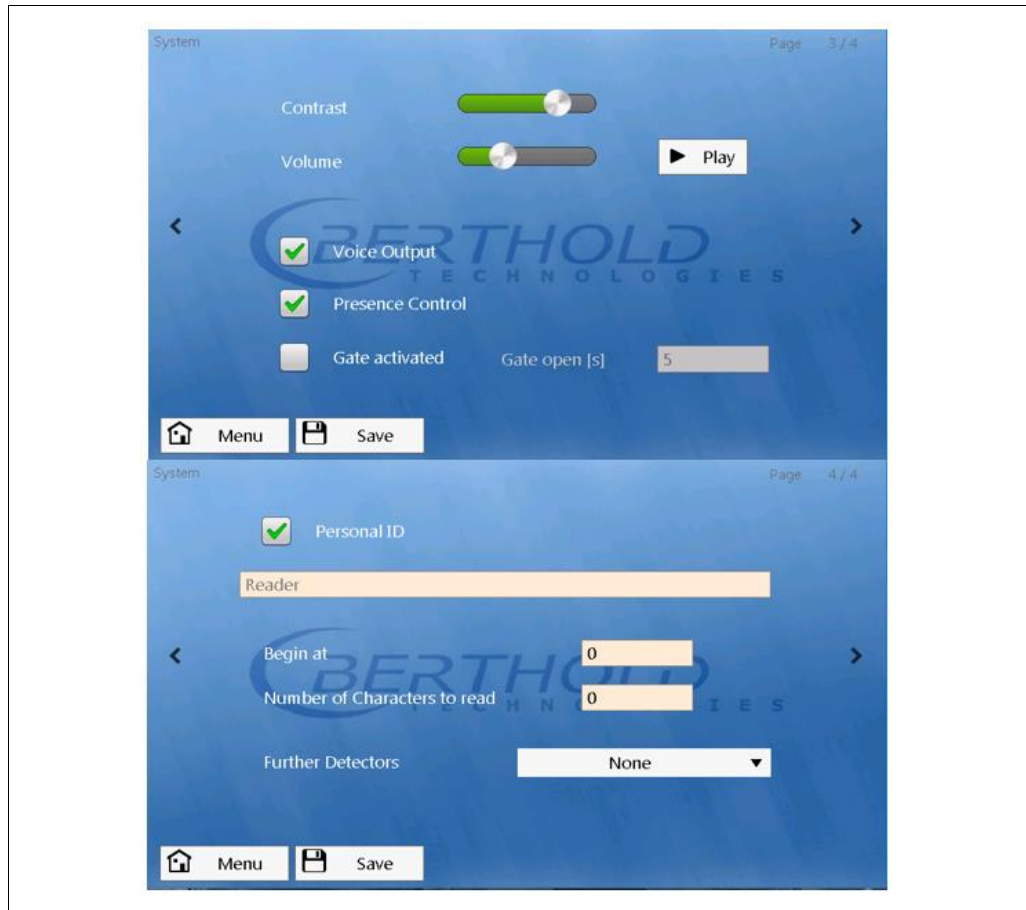 System Page 3 / 4
Contrast
Volume Play
BERTHOLD
TECHNOLOGIES
Voice Output
Presence Control
Gate activated Gate open [s] 5
Menu Save
System Page 4 / 4
Personal ID
Reader
Begin at 0
BERTHOLD
TECHNOLOGIES
Number of Characters to read 0
Further Detectors None
Menu Save